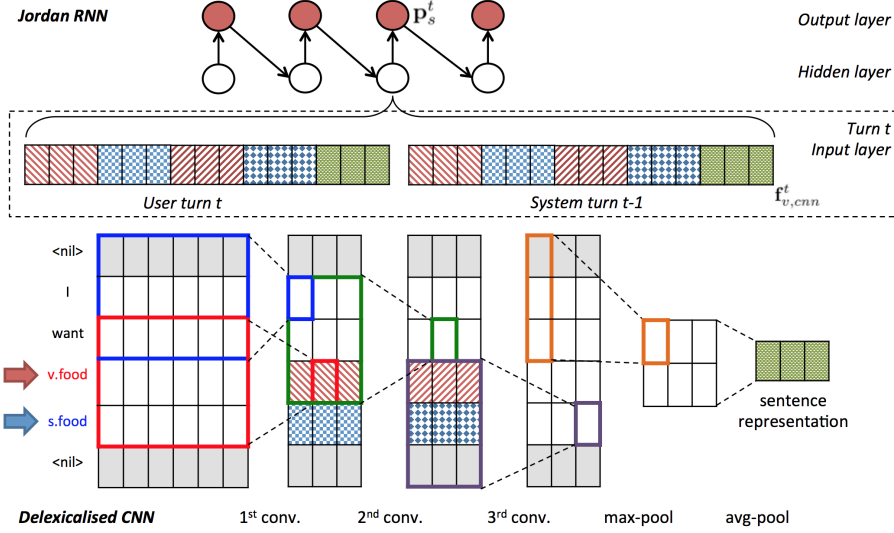 Jordan RNN
p_s^t
Output layer
Hidden layer
Turn t
Input layer
User turn t
System turn t-1
f_{v,cnn}^t
<nil>
I
want
v.food
s.food
<nil>
sentence
representation
Delexicalised CNN
1st conv.
2nd conv.
3rd conv.
max-pool
avg-pool